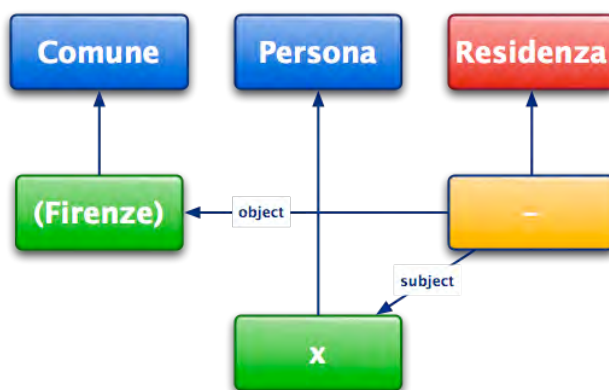 Comune
Persona
Residenza
(Firenze)
object
–
subject
x